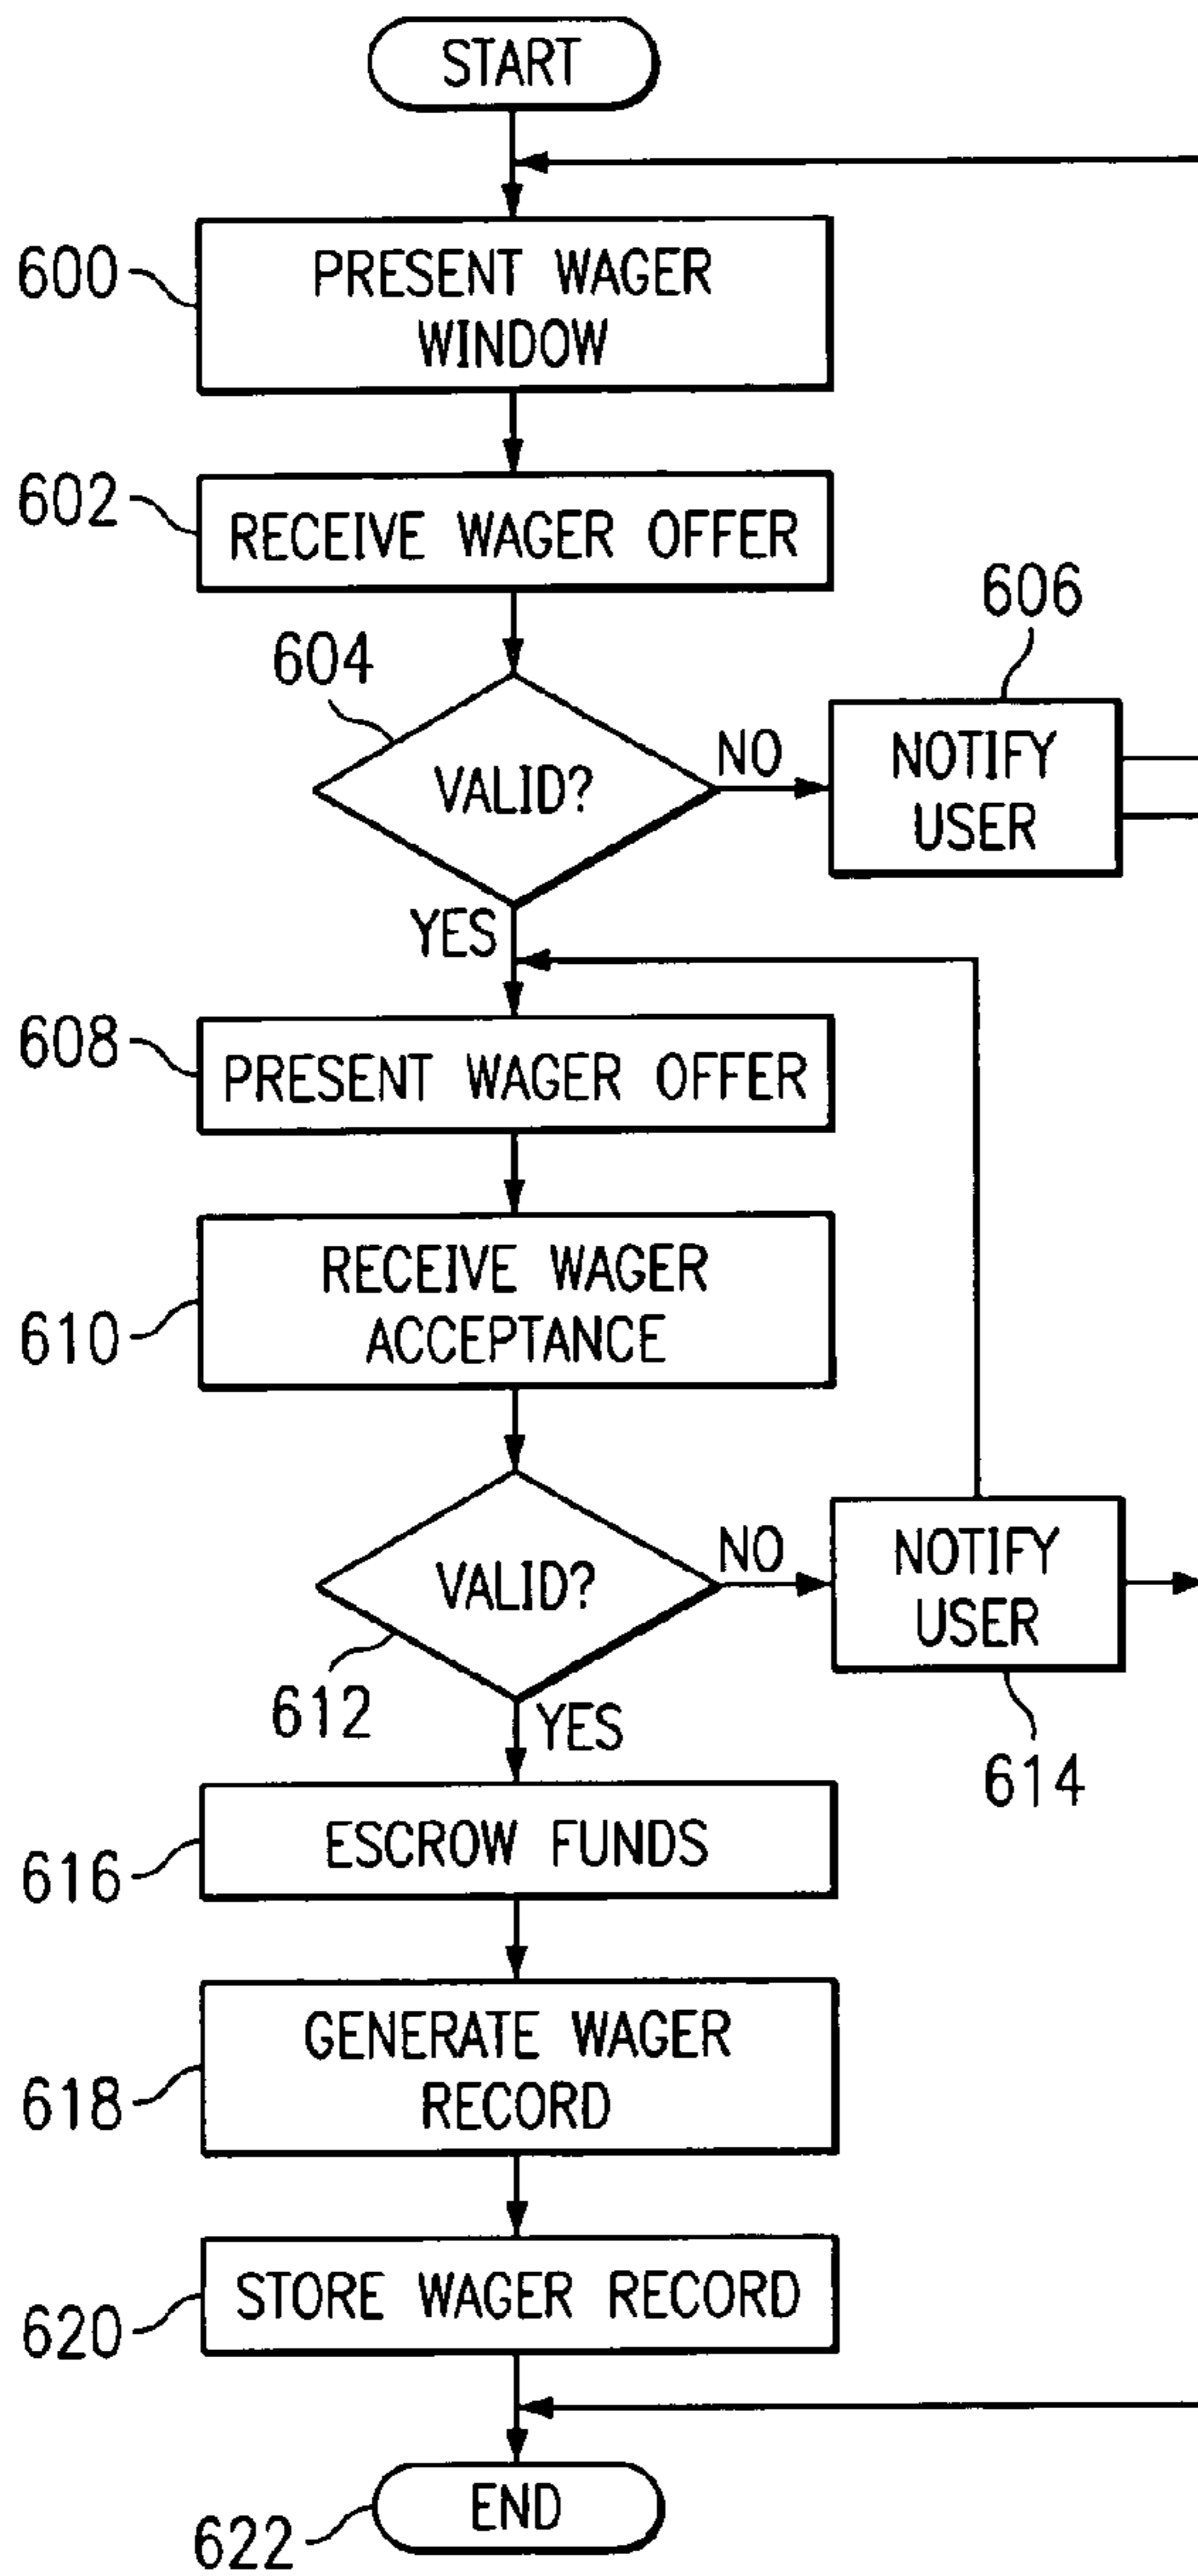 START
600
PRESENT WAGER
WINDOW
602
RECEIVE WAGER OFFER
604
VALID?
NO
606
NOTIFY
USER
YES
608
PRESENT WAGER OFFER
610
RECEIVE WAGER
ACCEPTANCE
612
VALID?
NO
NOTIFY
USER
614
YES
616
ESCROW FUNDS
618
GENERATE WAGER
RECORD
620
STORE WAGER RECORD
622
END